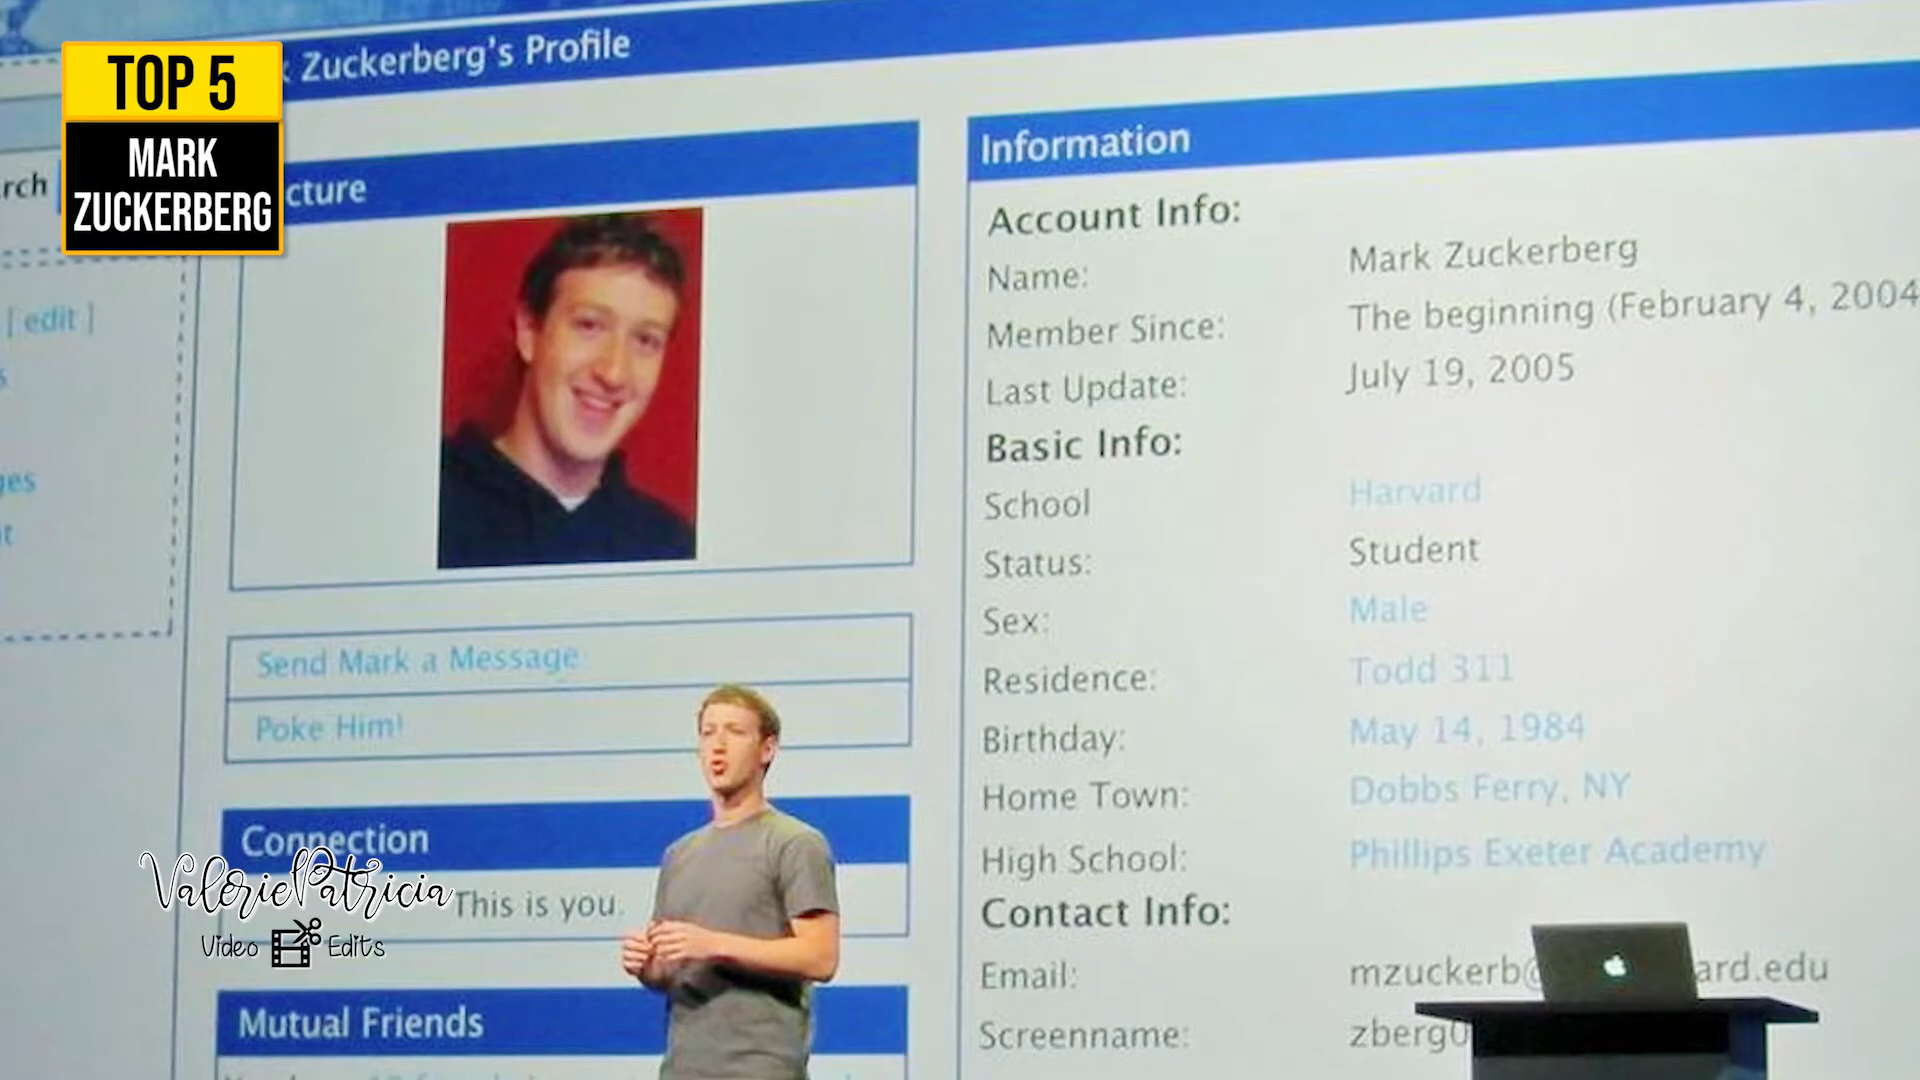 Zuckerberg's Profile
TOP 5
MARK
ZUCKERBERG
rch
cture
[ edit ]
ges
Send Mark a Message
Poke Him!
Connection
This is you.
Mutual Friends
Information
Account Info:
Name: Mark Zuckerberg
Member Since: The beginning (February 4, 2004
Last Update: July 19, 2005
Basic Info:
School Harvard
Status: Student
Sex: Male
Residence: Todd 311
Birthday: May 14, 1984
Home Town: Dobbs Ferry, NY
High School: Phillips Exeter Academy
Contact Info:
Email: mzuckerb@ ard.edu
Screenname: zberg0
ValeriePatricia
Video Edits